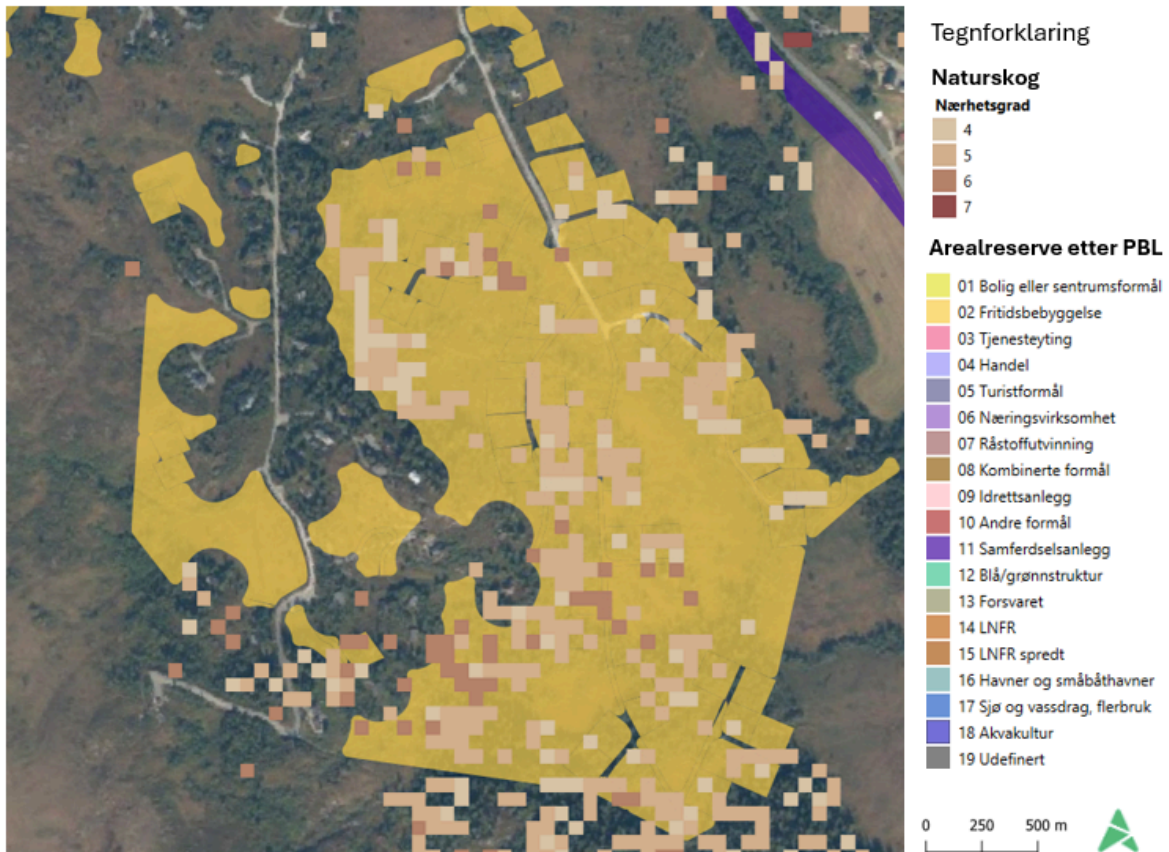 Tegnforklaring
Naturskog
Nærhetsgrad
4
5
6
7
Arealreserve etter PBL
01 Bolig eller sentrumsformål
02 Fritidsbebyggelse
03 Tjenesteyting
04 Handel
05 Turistformål
06 Næringsvirksomhet
07 Råstoffutvinning
08 Kombinerte formål
09 Idrettsanlegg
10 Andre formål
11 Samferdselsanlegg
12 Blå/grønnstruktur
13 Forsvaret
14 LNFR
15 LNFR spredt
16 Havner og småbåthavner
17 Sjø og vassdrag, flerbruk
18 Akvakultur
19 Udefinert
0 250 500 m